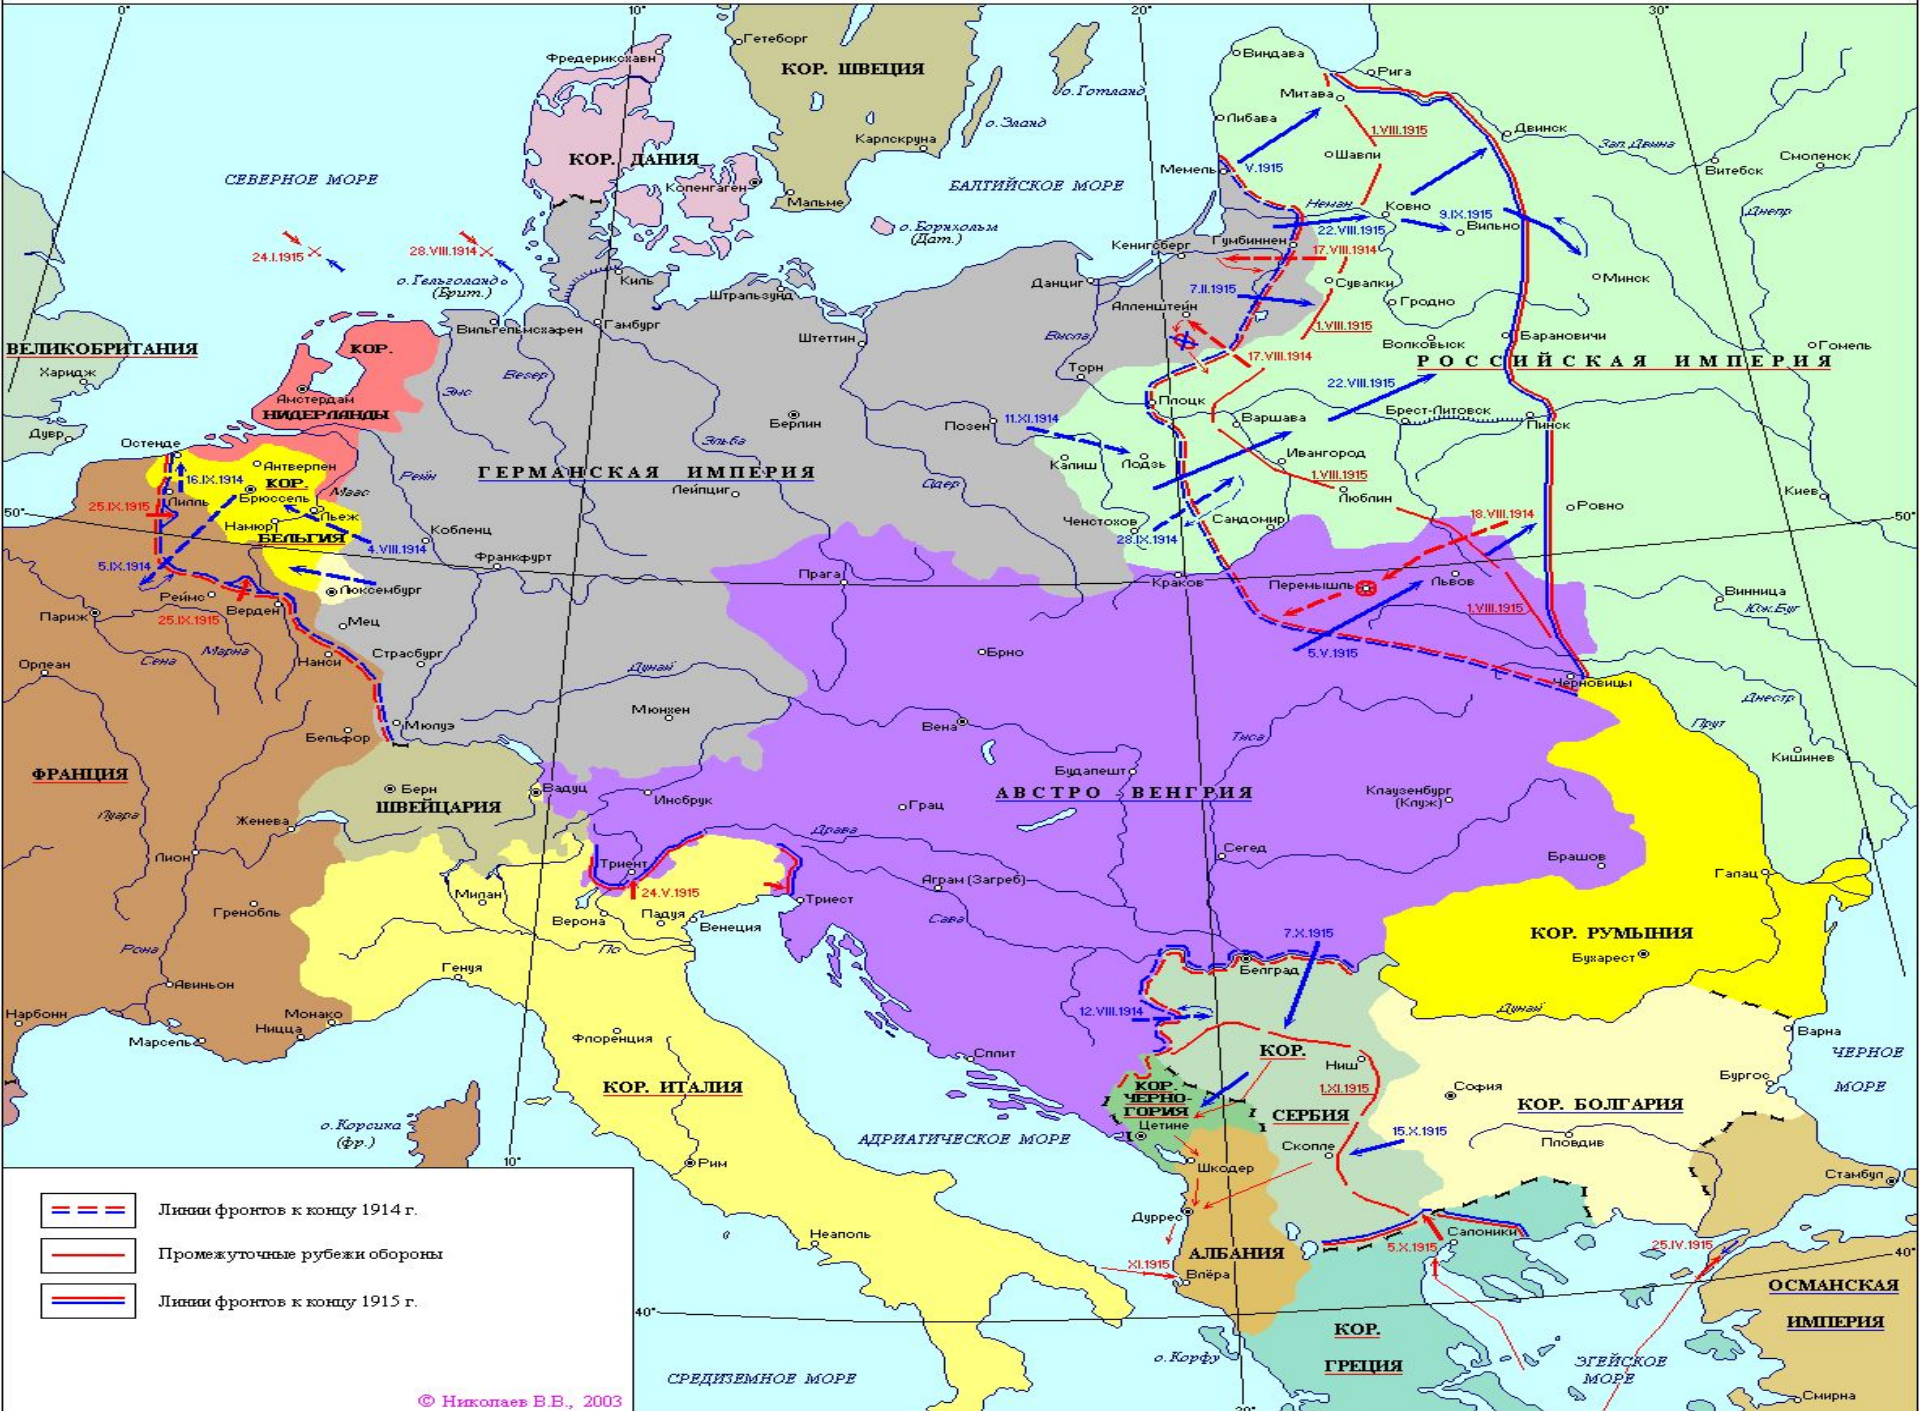 0°
10°
20°
30°
Гетеборг
КОР. ШВЕЦИЯ
Фредериксхавн
Виндава
Рига
о. Готланд
Митава
Либава
о. Эланд
1.VIII.1915
Двинск
Карлскруна
Зап. Двина
КОР. ДАНИЯ
Шавли
Смоленск
Витебск
СЕВЕРНОЕ МОРЕ
Копенгаген
БАЛТИЙСКОЕ МОРЕ
Мемель
V.1915
Мальме
Неман
Ковно
9.IX.1915
Вильно
Днепр
о. Борнхольм
(Дат.)
22.VIII.1915
24.I.1915
28.VIII.1914
Кенигсберг
Гумбиннен
17.VIII.1914
о. Гельголанд
(Брит.)
Киль
Данциг
Сувалки
Минск
7.II.1915
Гродно
Штральзунд
Алленштейн
Вильгельмсхафен
Гамбург
1.VIII.1915
Штеттин
Висла
Волковыск
Барановичи
Гомель
ВЕЛИКОБРИТАНИЯ
КОР.
17.VIII.1914
РОССИЙСКАЯ ИМПЕРИЯ
Харидж
Торн
Везер
22.VIII.1915
Эмс
Амстердам
НИДЕРЛАНДЫ
Плоцк
Берлин
Варшава
Брест-Литовск
Пинск
11.XI.1914
Позен
Дувр
Остенде
Эльба
Ивангород
Антверпен
Калиш
Лодзь
ГЕРМАНСКАЯ ИМПЕРИЯ
1.VIII.1915
16.IX.1914
КОР.
Рейн
Одер
Лейпциг
Люблин
Киев
Брюссель
Маас
Лилль
25.IX.1915
50°
Льеж
Ровно
18.VIII.1914
50°
Намюр
Ченстохов
Сандомир
БЕЛЬГИЯ
Кобленц
28.IX.1914
4.VIII.1914
Франкфурт
5.IX.1914
Прага
Краков
Перемышль
Львов
Люксембург
Реймс
Винница
Верден
1.VIII.1915
Юж. Буг
Париж
25.IX.1915
Мец
Марна
Страсбург
Брно
5.V.1915
Сена
Нанси
Орлеан
Дунай
Черновицы
Днестр
Мюнхен
Мюлуз
Вена
Прут
Бельфор
Тиса
Кишинев
ФРАНЦИЯ
Будапешт
Берн
Вадуц
АВСТРО - ВЕНГРИЯ
Клаузенбург
(Клуж)
ШВЕЙЦАРИЯ
Инсбрук
Грац
Луара
Женева
Драва
Сегед
Лион
Брашов
Триент
Галац
Аграм (Загреб)
Милан
24.V.1915
Триест
Гренобль
Падуя
Верона
Венеция
Сава
7.X.1915
КОР. РУМЫНИЯ
Рона
По
Бухарест
Генуя
Белград
Авиньон
Дунай
12.VIII.1914
Нарбонн
Монако
Ницца
Варна
Марсель
Флоренция
Сплит
КОР.
ЧЕРНОЕ
МОРЕ
Ниш
Бургос
КОР. ИТАЛИЯ
КОР.
ЧЕРНО-
ГОРИЯ
1.XI.1915
София
КОР. БОЛГАРИЯ
СЕРБИЯ
о. Корсика
(фр.)
Цетине
15.X.1915
АДРИАТИЧЕСКОЕ МОРЕ
Пловдив
Скопле
10°
Рим
Шкодер
Стамбул
Линии фронтов к концу 1914 г.
Дуррес
Неаполь
Салоники
Промежуточные рубежи обороны
АЛБАНИЯ
5.X.1915
25.IV.1915
40°
XI.1915
Влёра
ОСМАНСКАЯ
Линии фронтов к концу 1915 г.
40°
ИМПЕРИЯ
КОР.
ГРЕЦИЯ
о. Корфу
ЭГЕЙСКОЕ
МОРЕ
СРЕДИЗЕМНОЕ МОРЕ
© Николаев В.В., 2003
Смирна